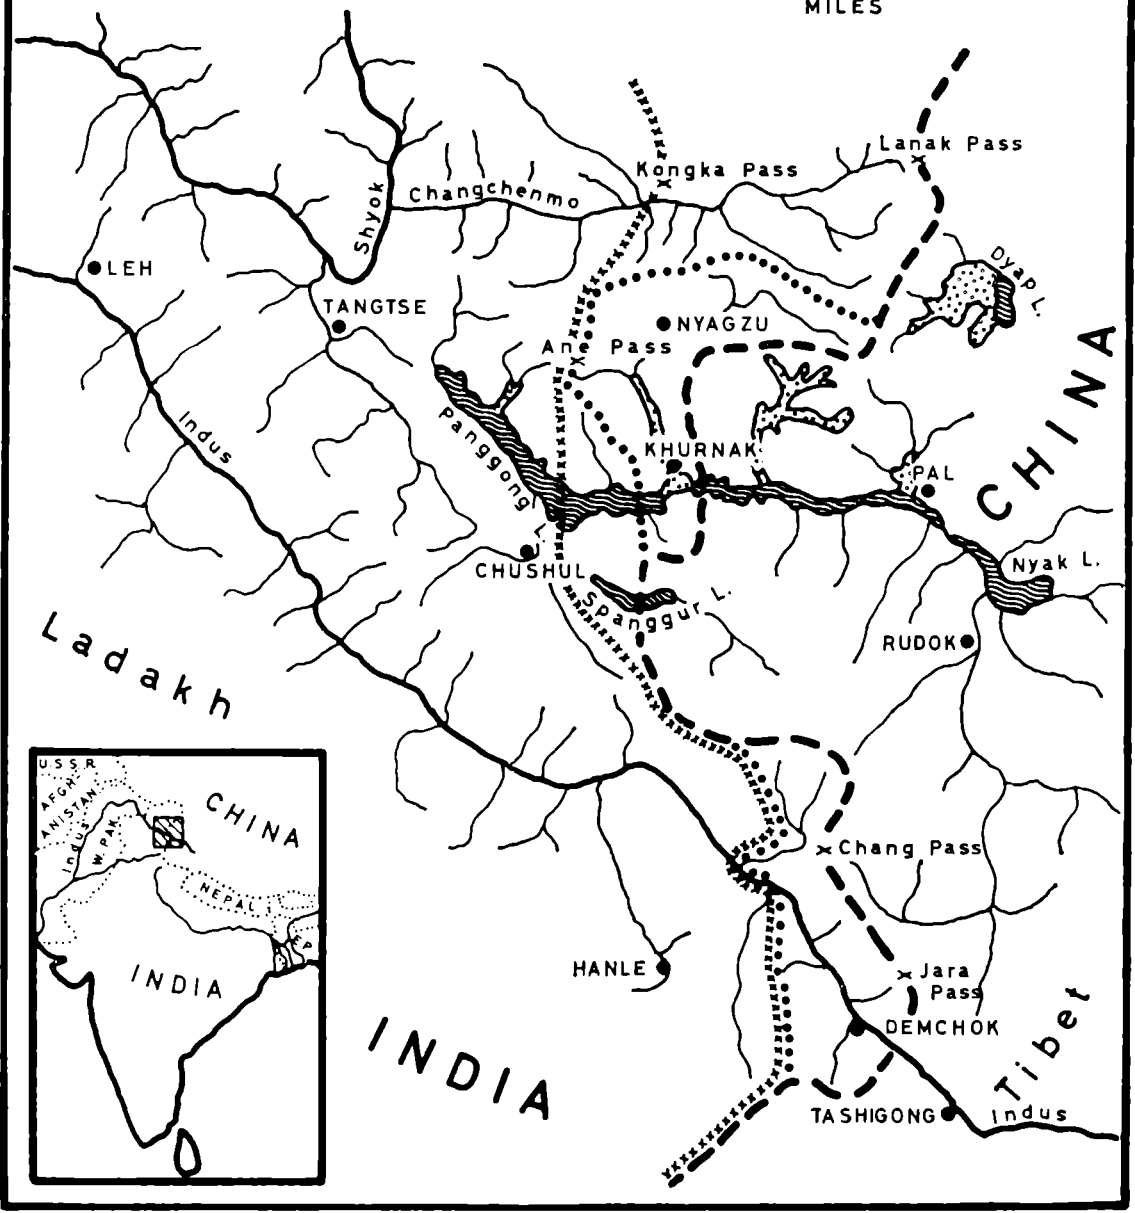 MILES
Lanak Pass
Kongka Pass
Changchenmo
Shyok
LEH
Dyap L.
TANGTSE
NYAGZU
Ane Pass
CHINA
Indus
Panggong L.
KHURNAK
PAL
Nyak L.
CHUSHUL
Spanggur L.
RUDOK
Ladakh
Chang Pass
HANLE
Jara
Pass
DEMCHOK
INDIA
Tibet
TASHIGONG
Indus
U.S.S.R.
AFGH
ANISTAN
Indus
W. PAK.
CHINA
NEPAL
E.P.
INDIA